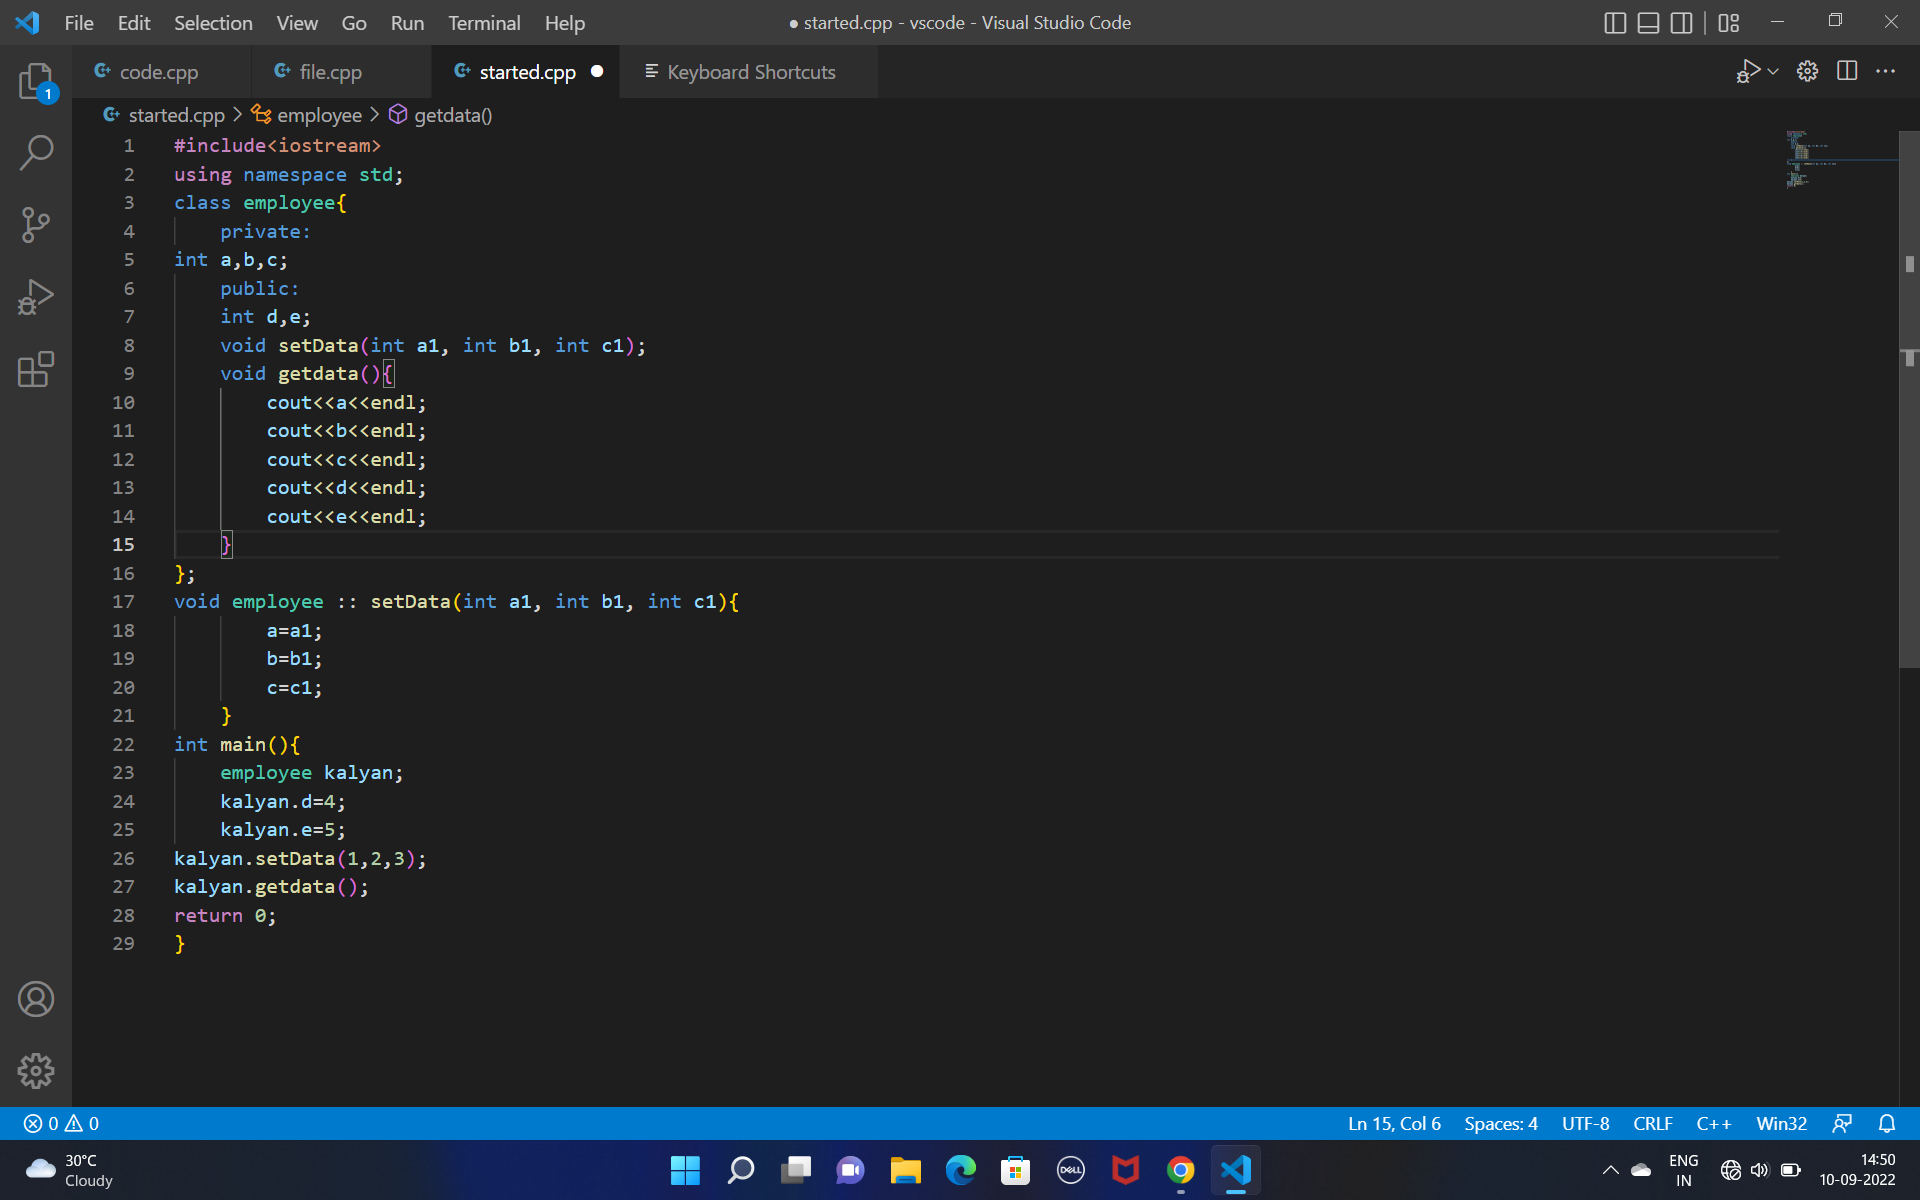 File Edit Selection View Go Run Terminal Help ● started.cpp - vscode - Visual Studio Code
code.cpp file.cpp started.cpp ● Keyboard Shortcuts
1
started.cpp > employee > getdata()
1 #include<iostream>
2 using namespace std;
3 class employee{
4     private:
5 int a,b,c;
6     public:
7     int d,e;
8     void setData(int a1, int b1, int c1);
9     void getdata(){
10         cout<<a<<endl;
11         cout<<b<<endl;
12         cout<<c<<endl;
13         cout<<d<<endl;
14         cout<<e<<endl;
15     }
16 };
17 void employee :: setData(int a1, int b1, int c1){
18         a=a1;
19         b=b1;
20         c=c1;
21     }
22 int main(){
23     employee kalyan;
24     kalyan.d=4;
25     kalyan.e=5;
26 kalyan.setData(1,2,3);
27 kalyan.getdata();
28 return 0;
29 }
0 0 Ln 15, Col 6 Spaces: 4 UTF-8 CRLF C++ Win32
30°C
Cloudy
DELL
ENG
IN
14:50
10-09-2022